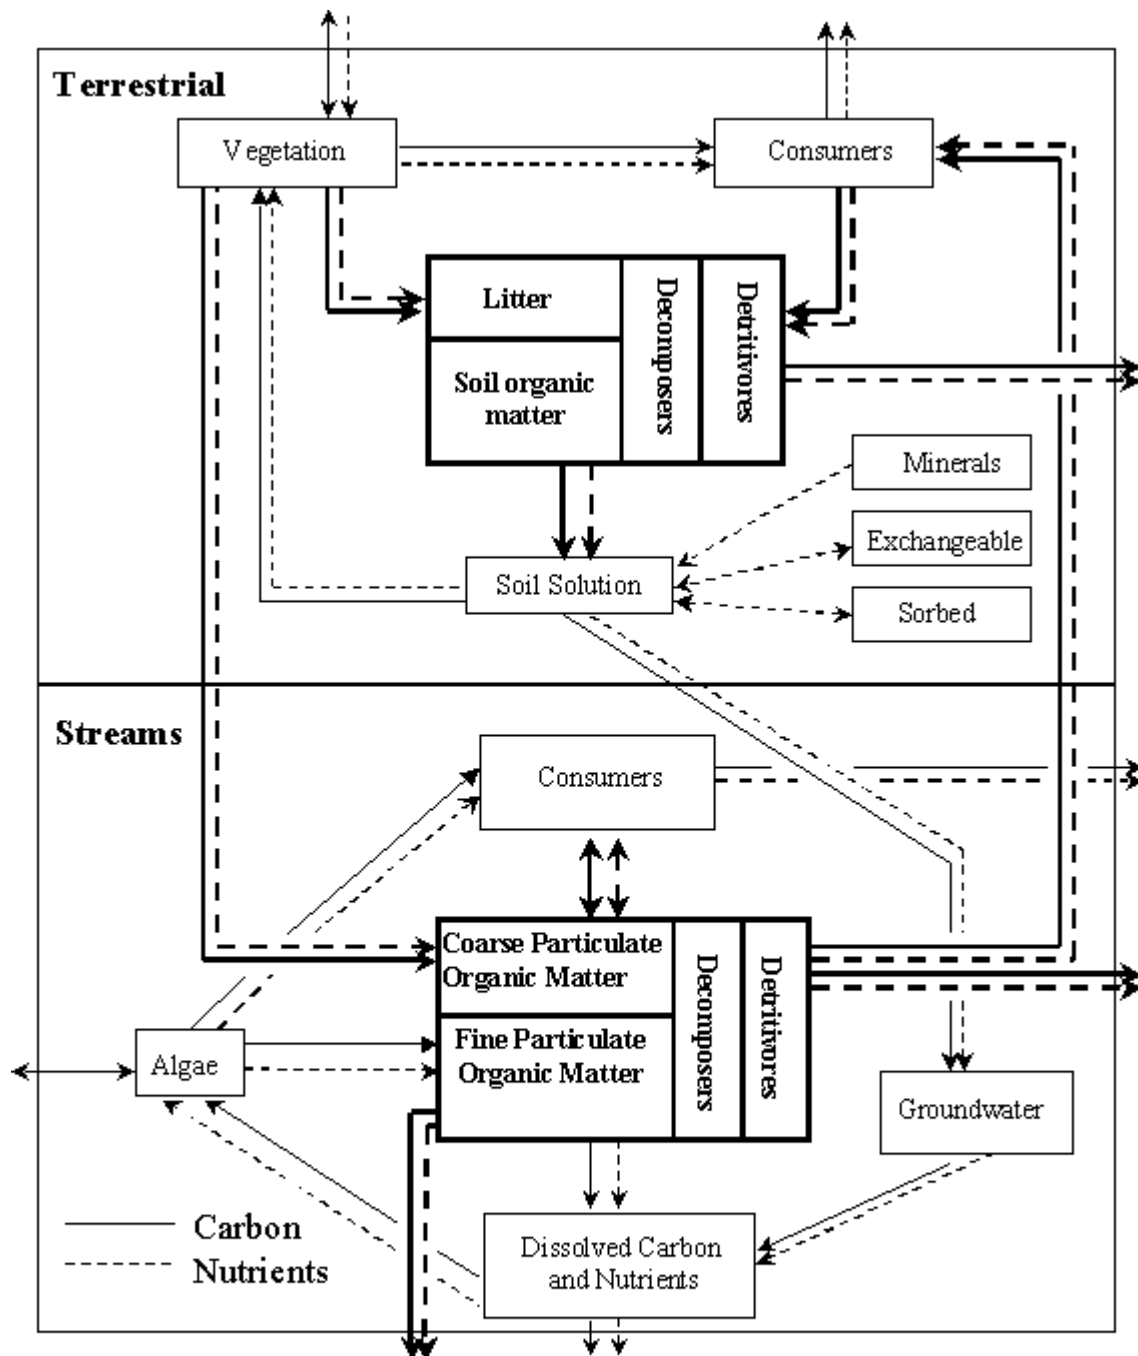 Terrestrial
Vegetation
Consumers
Litter
Decomposers
Detritivores
Soil organic
matter
Minerals
Exchangeable
Soil Solution
Sorbed
Streams
Consumers
Coarse Particulate
Organic Matter
Decomposers
Detritivores
Fine Particulate
Organic Matter
Algae
Groundwater
Carbon
Nutrients
Dissolved Carbon
and Nutrients